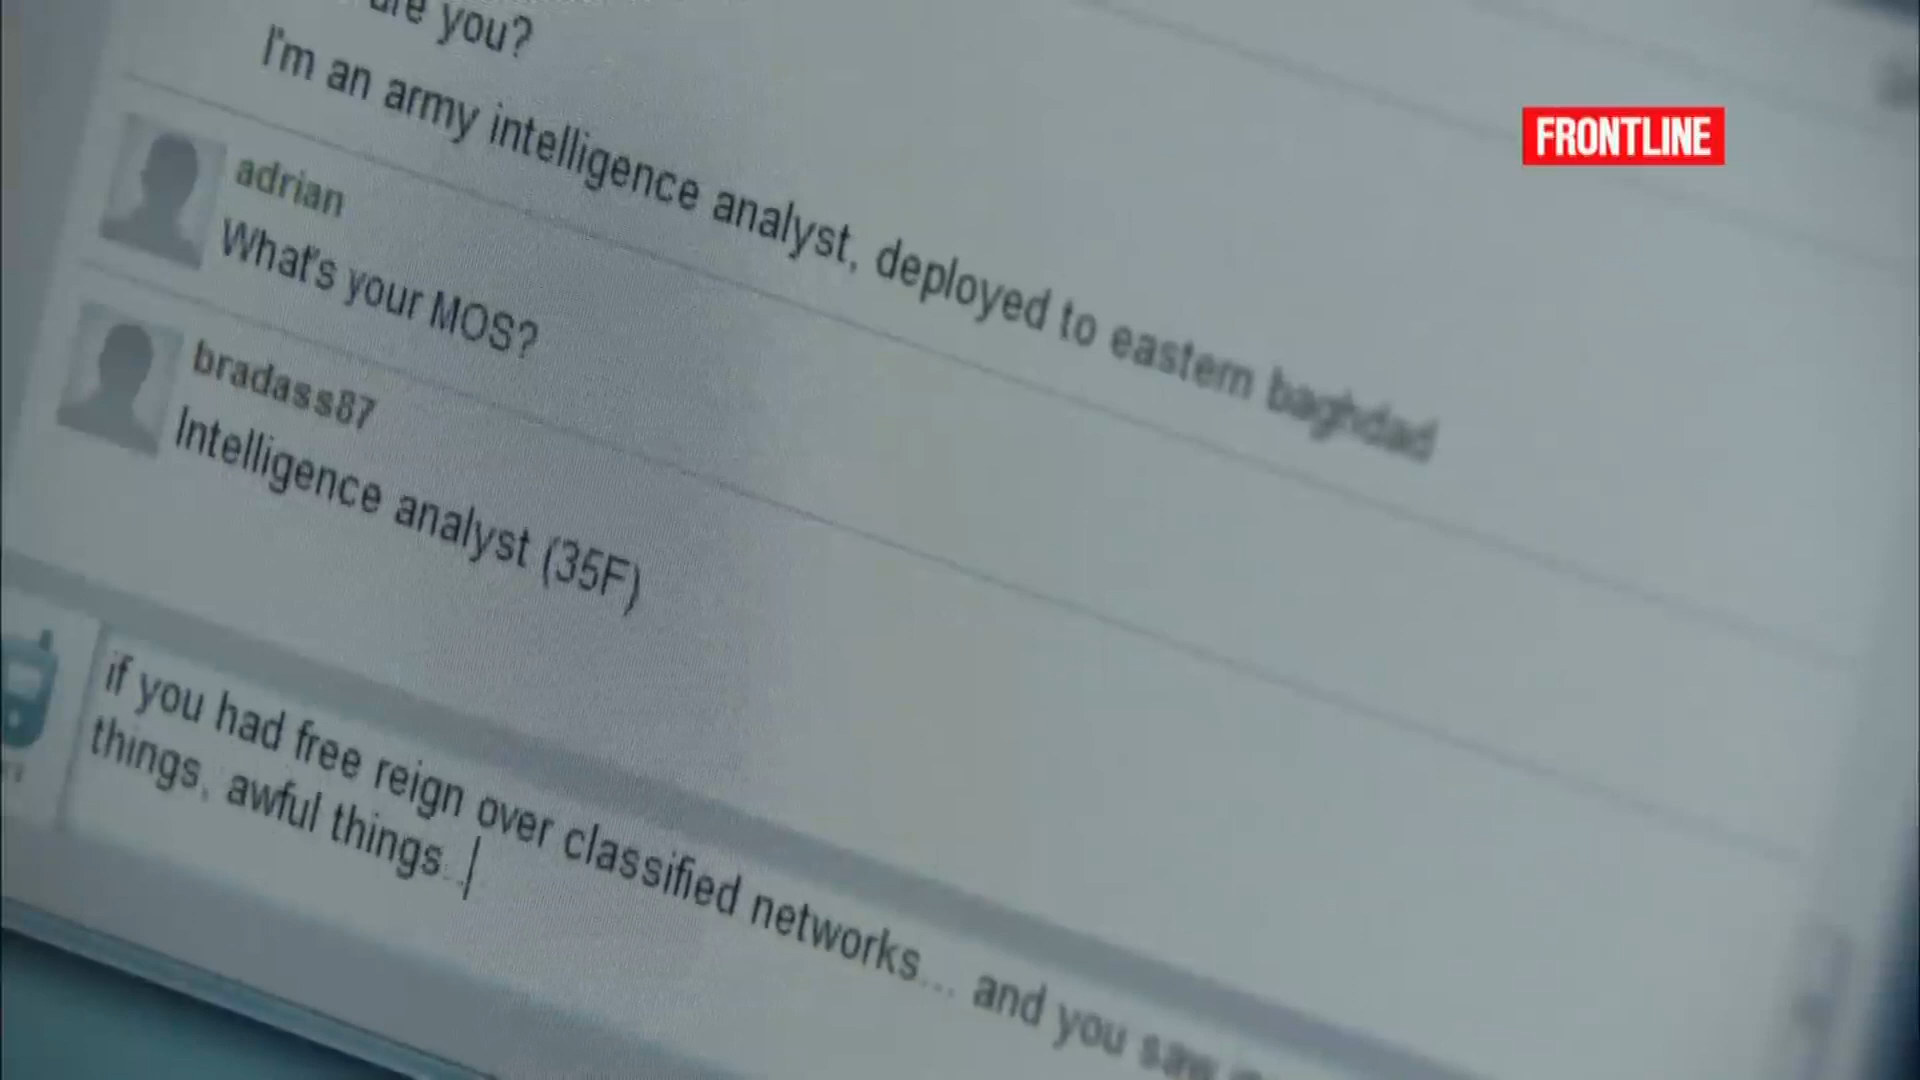 are you?
I'm an army intelligence analyst, deployed to eastern baghdad
FRONTLINE
adrian
What's your MOS?
bradass87
Intelligence analyst (35F)
if you had free reign over classified networks... and you saw
things, awful things..